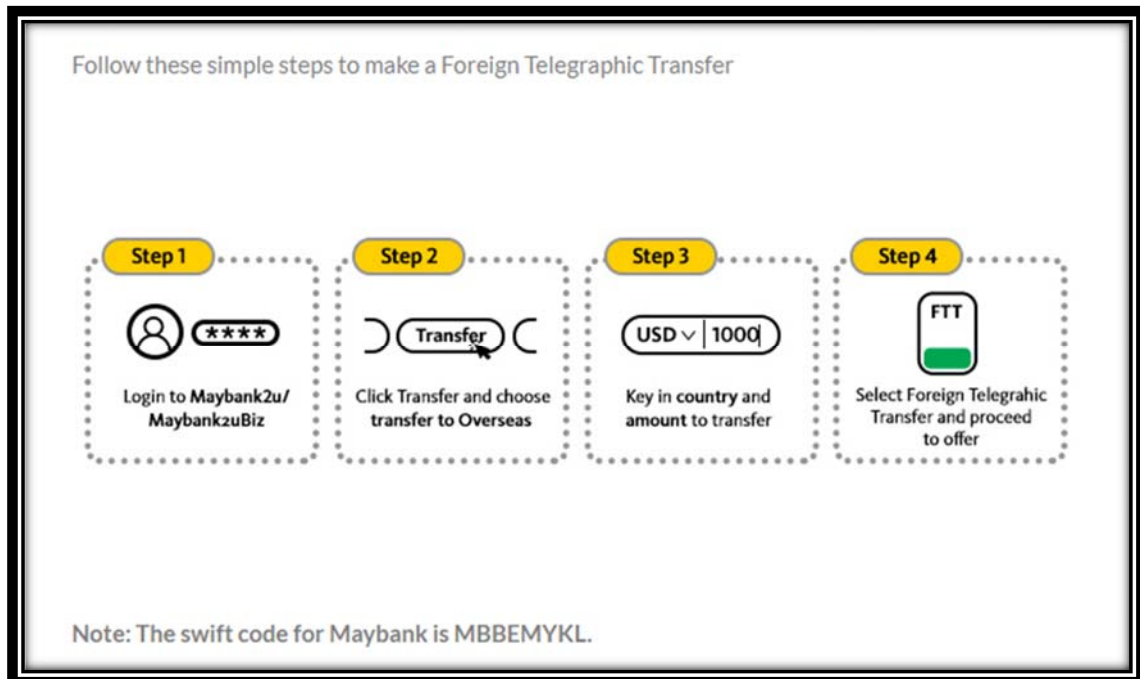 Follow these simple steps to make a Foreign Telegraphic Transfer
Step 1
****
Login to Maybank2u/
Maybank2uBiz
Step 2
Transfer
Click Transfer and choose
transfer to Overseas
Step 3
USD 1000
Key in country and
amount to transfer
Step 4
FTT
Select Foreign Telegrahic
Transfer and proceed
to offer
Note: The swift code for Maybank is MBBEMYKL.